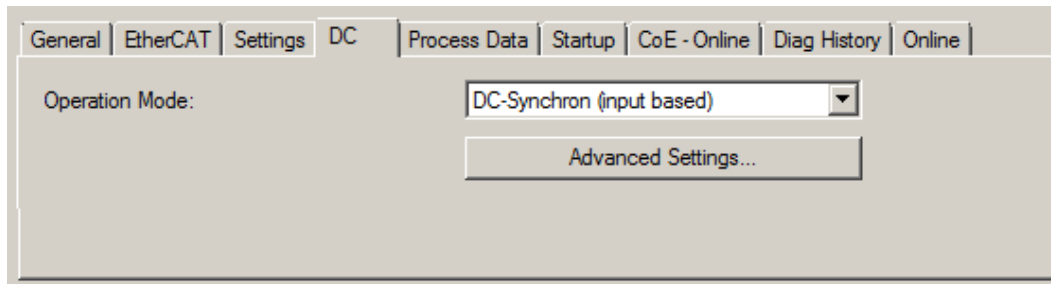 General EtherCAT Settings DC Process Data Startup CoE - Online Diag History Online
Operation Mode: DC-Synchron (input based)
Advanced Settings...